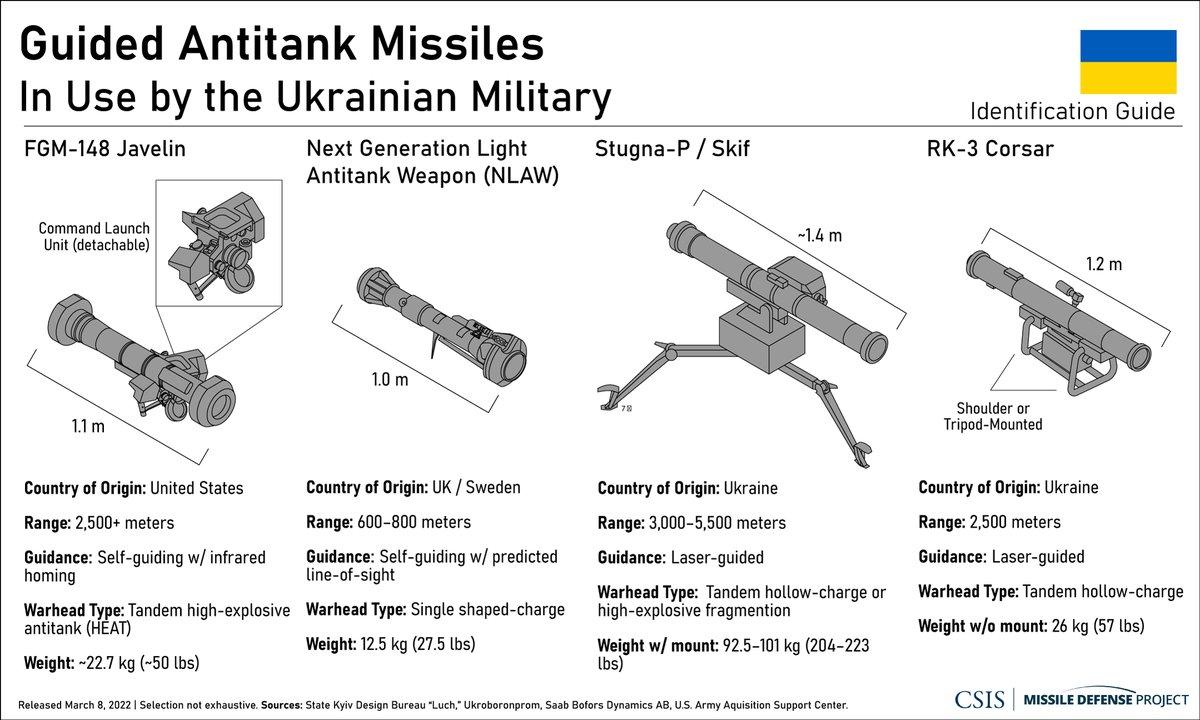 Guided Antitank Missiles
In Use by the Ukrainian Military
Identification Guide
FGM-148 Javelin
Command Launch
Unit (detachable)
1.1 m
Country of Origin: United States
Range: 2,500+ meters
Guidance: Self-guiding w/ infrared
homing
Warhead Type: Tandem high-explosive
antitank (HEAT)
Weight: ~22.7 kg (~50 lbs)
Next Generation Light
Antitank Weapon (NLAW)
1.0 m
Country of Origin: UK / Sweden
Range: 600–800 meters
Guidance: Self-guiding w/ predicted
line-of-sight
Warhead Type: Single shaped-charge
Weight: 12.5 kg (27.5 lbs)
Stugna-P / Skif
~1.4 m
Country of Origin: Ukraine
Range: 3,000–5,500 meters
Guidance: Laser-guided
Warhead Type: Tandem hollow-charge or
high-explosive fragmention
Weight w/ mount: 92.5–101 kg (204–223
lbs)
RK-3 Corsar
1.2 m
Shoulder or
Tripod-Mounted
Country of Origin: Ukraine
Range: 2,500 meters
Guidance: Laser-guided
Warhead Type: Tandem hollow-charge
Weight w/o mount: 26 kg (57 lbs)
Released March 8, 2022 | Selection not exhaustive. Sources: State Kyiv Design Bureau “Luch,” Ukroboronprom, Saab Bofors Dynamics AB, U.S. Army Aquisition Support Center.
CSIS | MISSILE DEFENSE PROJECT